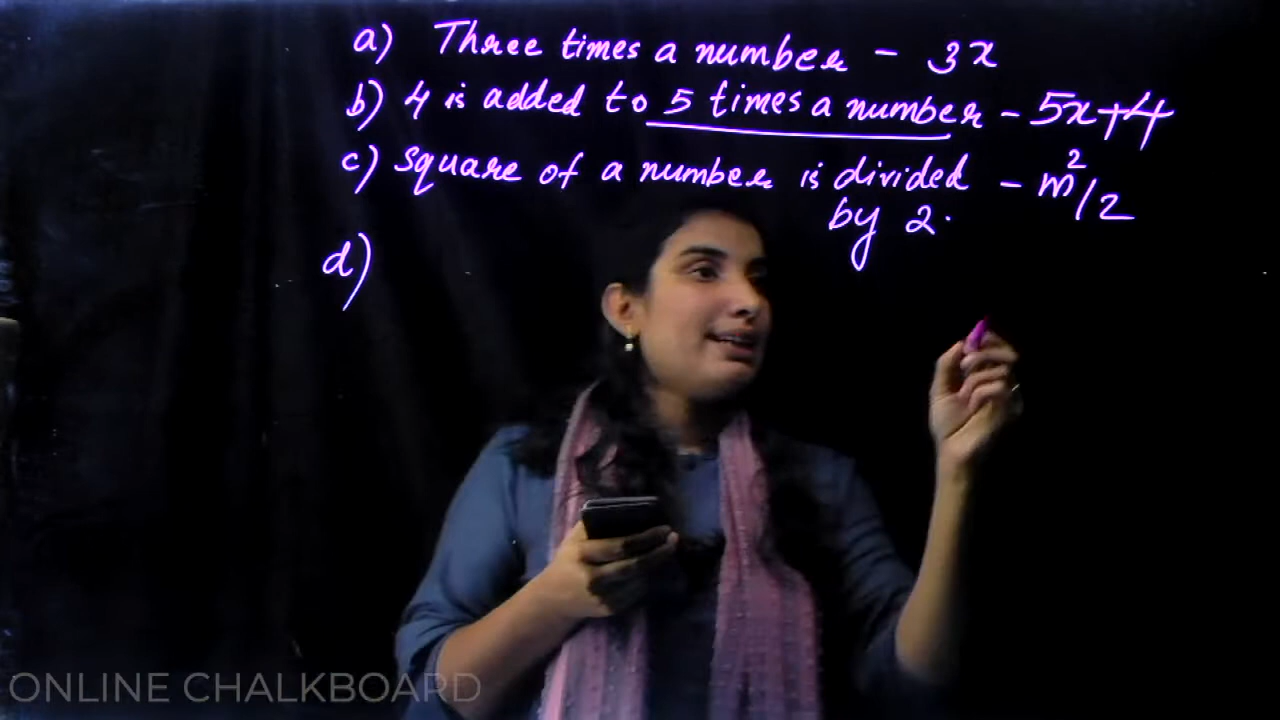 a) Three times a number - 3x
b) 4 is added to 5 times a number - 5x+4
c) Square of a number is divided - m²/2
by 2.
d)
ONLINE CHALKBOARD